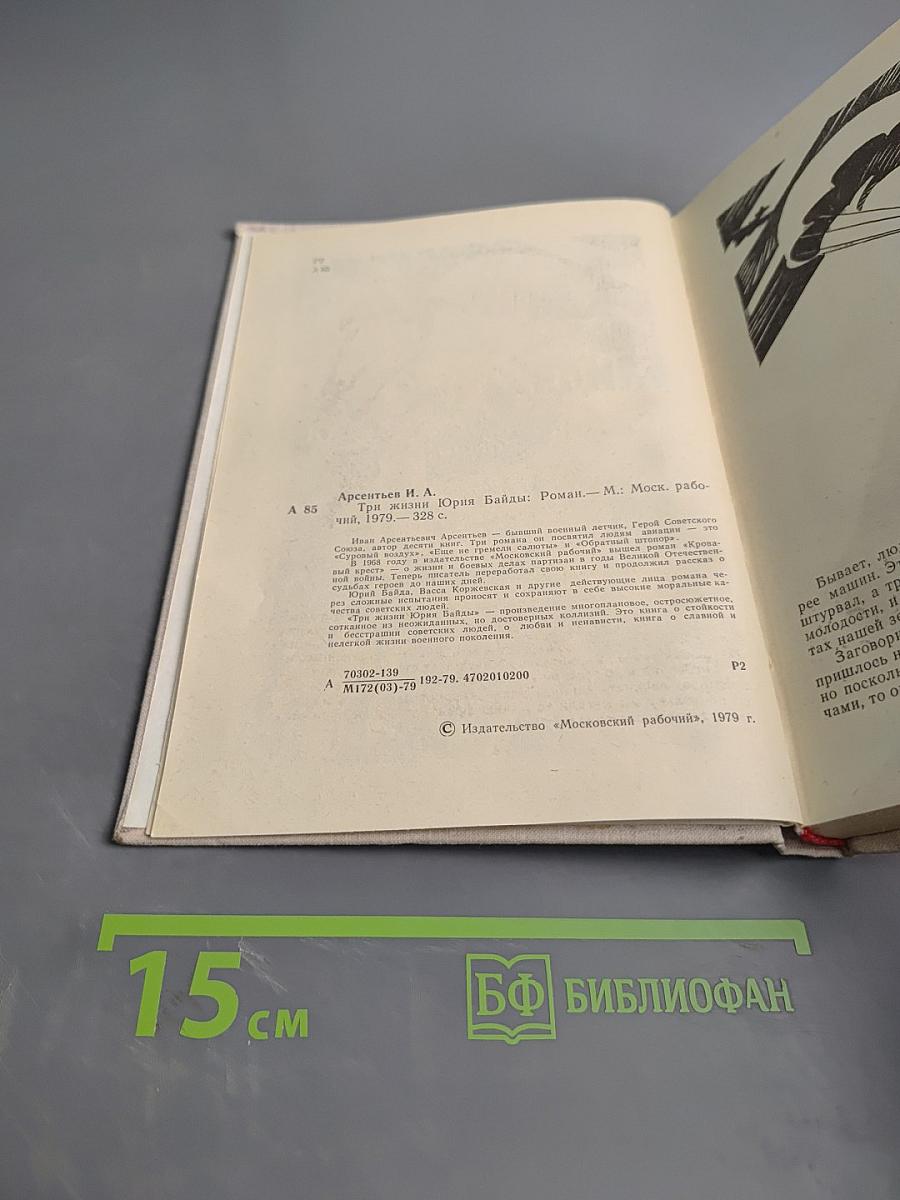 Р2
А 85
Арсентьев И. А.
А 85
Три жизни Юрия Байды: Роман.— М.: Моск. рабо-
чий, 1979.— 328 с.
Иван Арсентьевич Арсентьев — бывший военный летчик, Герой Советского
Союза, автор десяти книг. Три романа он посвятил людям авиации — это
«Суровый воздух», «Еще не гремели салюты» и «Обратный штопор».
В 1968 году в издательстве «Московский рабочий» вышел роман «Крова-
вый крест» — о жизни и боевых делах партизан в годы Великой Отечествен-
ной войны. Теперь писатель переработал свою книгу и продолжил рассказ о
судьбах героев до наших дней.
Юрий Байда, Васса Коржевская и другие действующие лица романа че-
рез сложные испытания проносят и сохраняют в себе высокие моральные ка-
чества советских людей.
«Три жизни Юрия Байды» — произведение многоплановое, остросюжетное,
сотканное из неожиданных, но достоверных коллизий. Это книга о стойкости
и бесстрашии советских людей, о любви и ненависти, книга о славной и
нелегкой жизни военного поколения.
А 70302-139
М172(03)-79 192-79. 4702010200
Р2
© Издательство «Московский рабочий», 1979 г.
Бывает, лю
рее машин. Э
штурвал, а тр
молодости, и
тах нашей зе
Заговори
пришлось н
но посколь
чами, то о
15 см
БФ БИБЛИОФАН